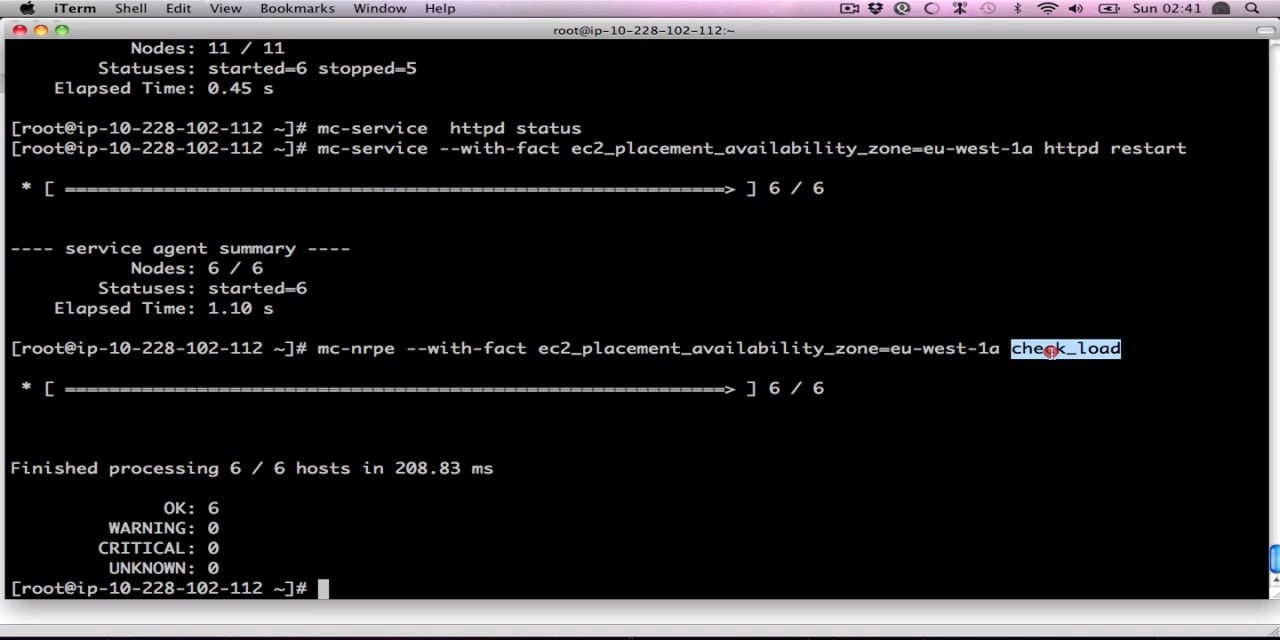 iTerm Shell Edit View Bookmarks Window Help Sun 02:41
root@ip-10-228-102-112:~
Nodes: 11 / 11
Statuses: started=6 stopped=5
Elapsed Time: 0.45 s
[root@ip-10-228-102-112 ~]# mc-service  httpd status
[root@ip-10-228-102-112 ~]# mc-service --with-fact ec2_placement_availability_zone=eu-west-1a httpd restart
* [ ============================================================> ] 6 / 6
---- service agent summary ----
Nodes: 6 / 6
Statuses: started=6
Elapsed Time: 1.10 s
[root@ip-10-228-102-112 ~]# mc-nrpe --with-fact ec2_placement_availability_zone=eu-west-1a check_load
* [ ============================================================> ] 6 / 6
Finished processing 6 / 6 hosts in 208.83 ms
OK: 6
WARNING: 0
CRITICAL: 0
UNKNOWN: 0
[root@ip-10-228-102-112 ~]#